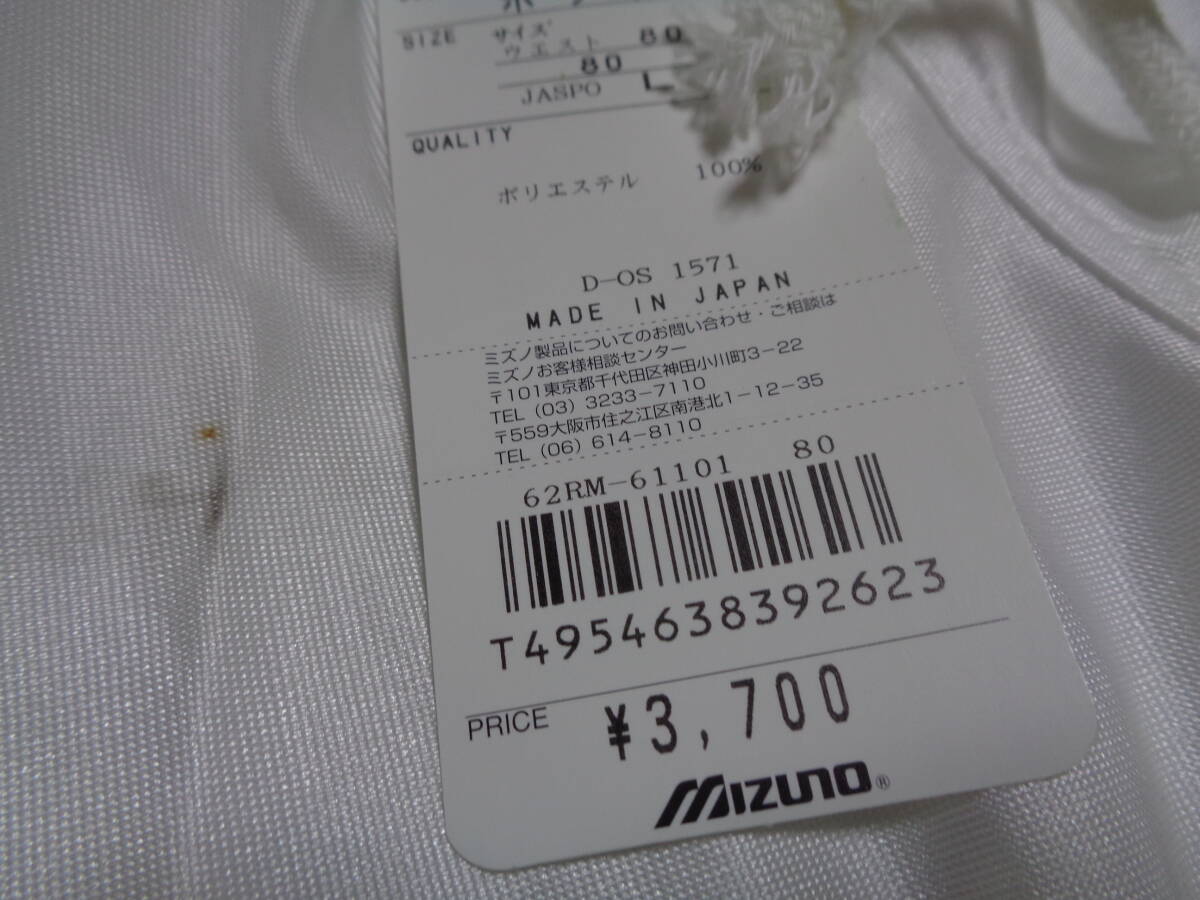 SIZE サイズ
ウエスト 80
80
JASPO L
QUALITY
ポリエステル 100%
D-OS 1571
MADE IN JAPAN
ミズノ製品についてのお問い合わせ・ご相談は
ミズノお客様相談センター
〒101東京都千代田区神田小川町3-22
TEL (03) 3233-7110
〒559大阪市住之江区南港北1-12-35
TEL (06) 614-8110
62RM-61101 80
T4954638392623
PRICE ¥3,700
MIZUNO®